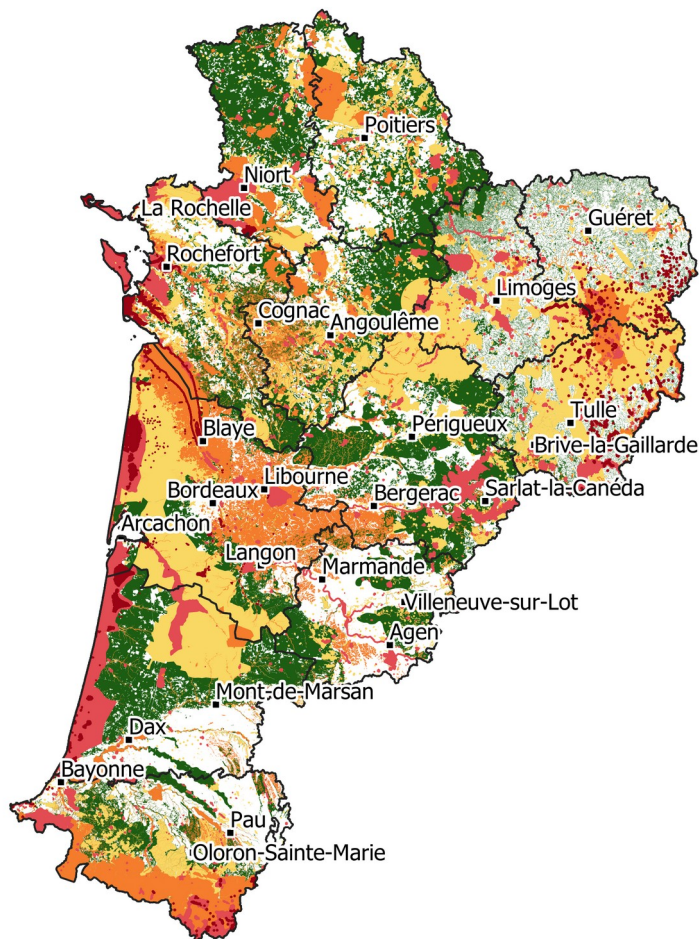 Poitiers
Niort
La Rochelle
Guéret
Rochefort
Limoges
Cognac
Angoulême
Tulle
Blaye
Périgueux
Brive-la-Gaillarde
Libourne
Bordeaux
Bergerac
Sarlat-la-Canéda
Arcachon
Langon
Marmande
Villeneuve-sur-Lot
Agen
Mont-de-Marsan
Dax
Bayonne
Pau
Oloron-Sainte-Marie